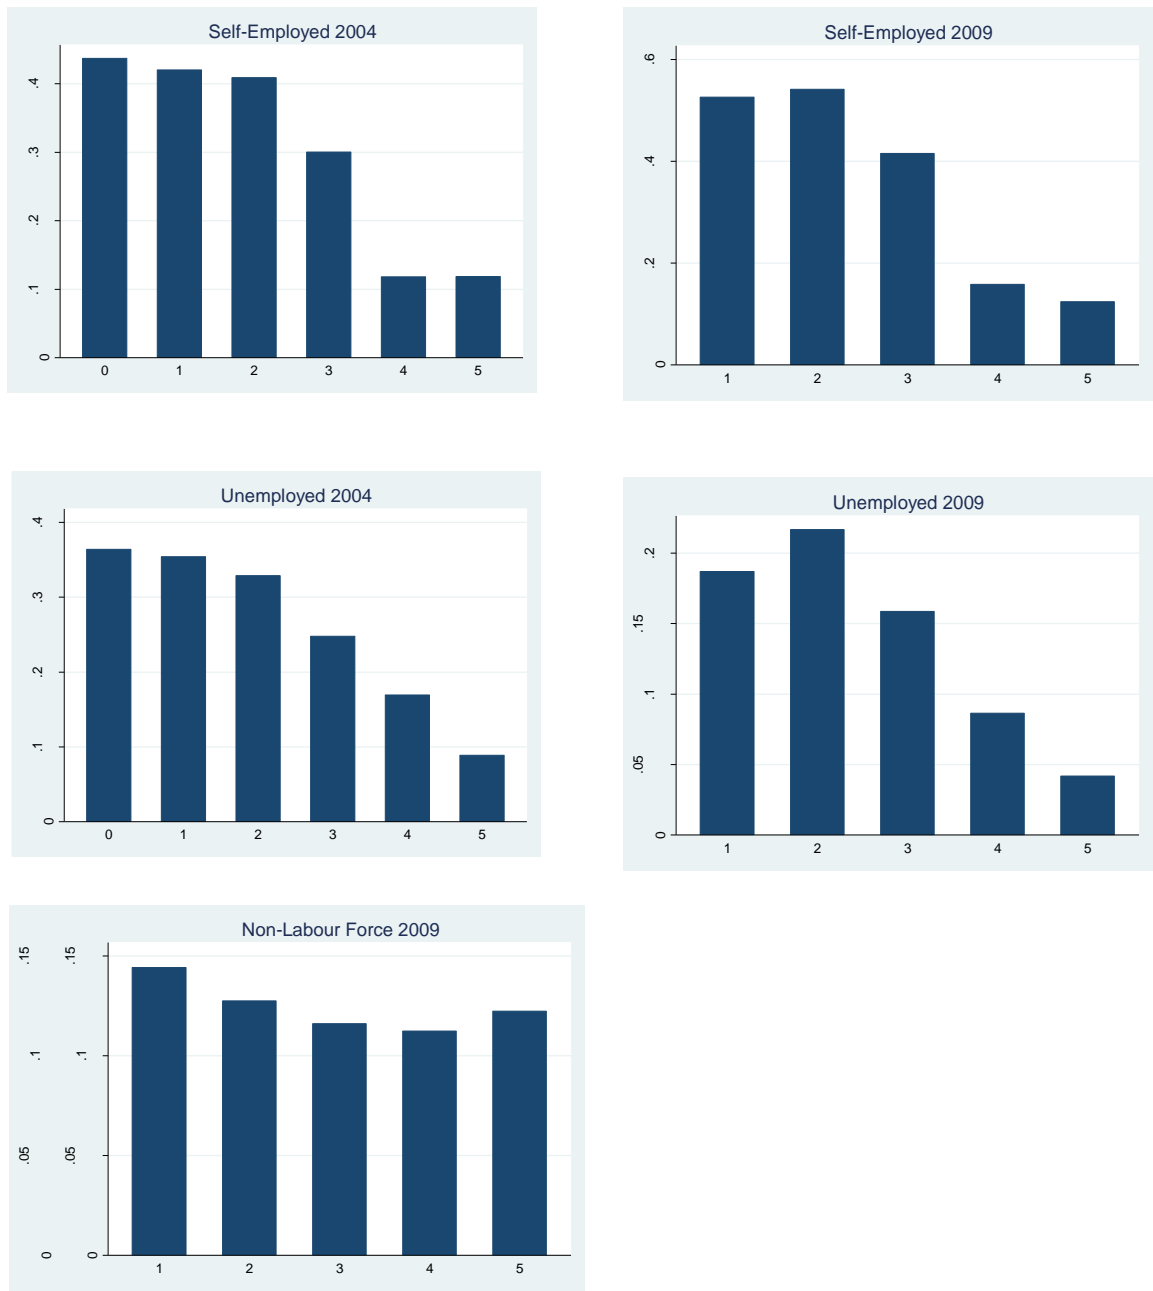 Self-Employed 2004
.4
.3
.2
.1
0
0 1 2 3 4 5
Self-Employed 2009
.6
.4
.2
0
1 2 3 4 5
Unemployed 2004
.4
.3
.2
.1
0
0 1 2 3 4 5
Unemployed 2009
.2
.15
.1
.05
0
1 2 3 4 5
Non-Labour Force 2009
.15 .15
.1 .1
.05 .05
0 0
1 2 3 4 5